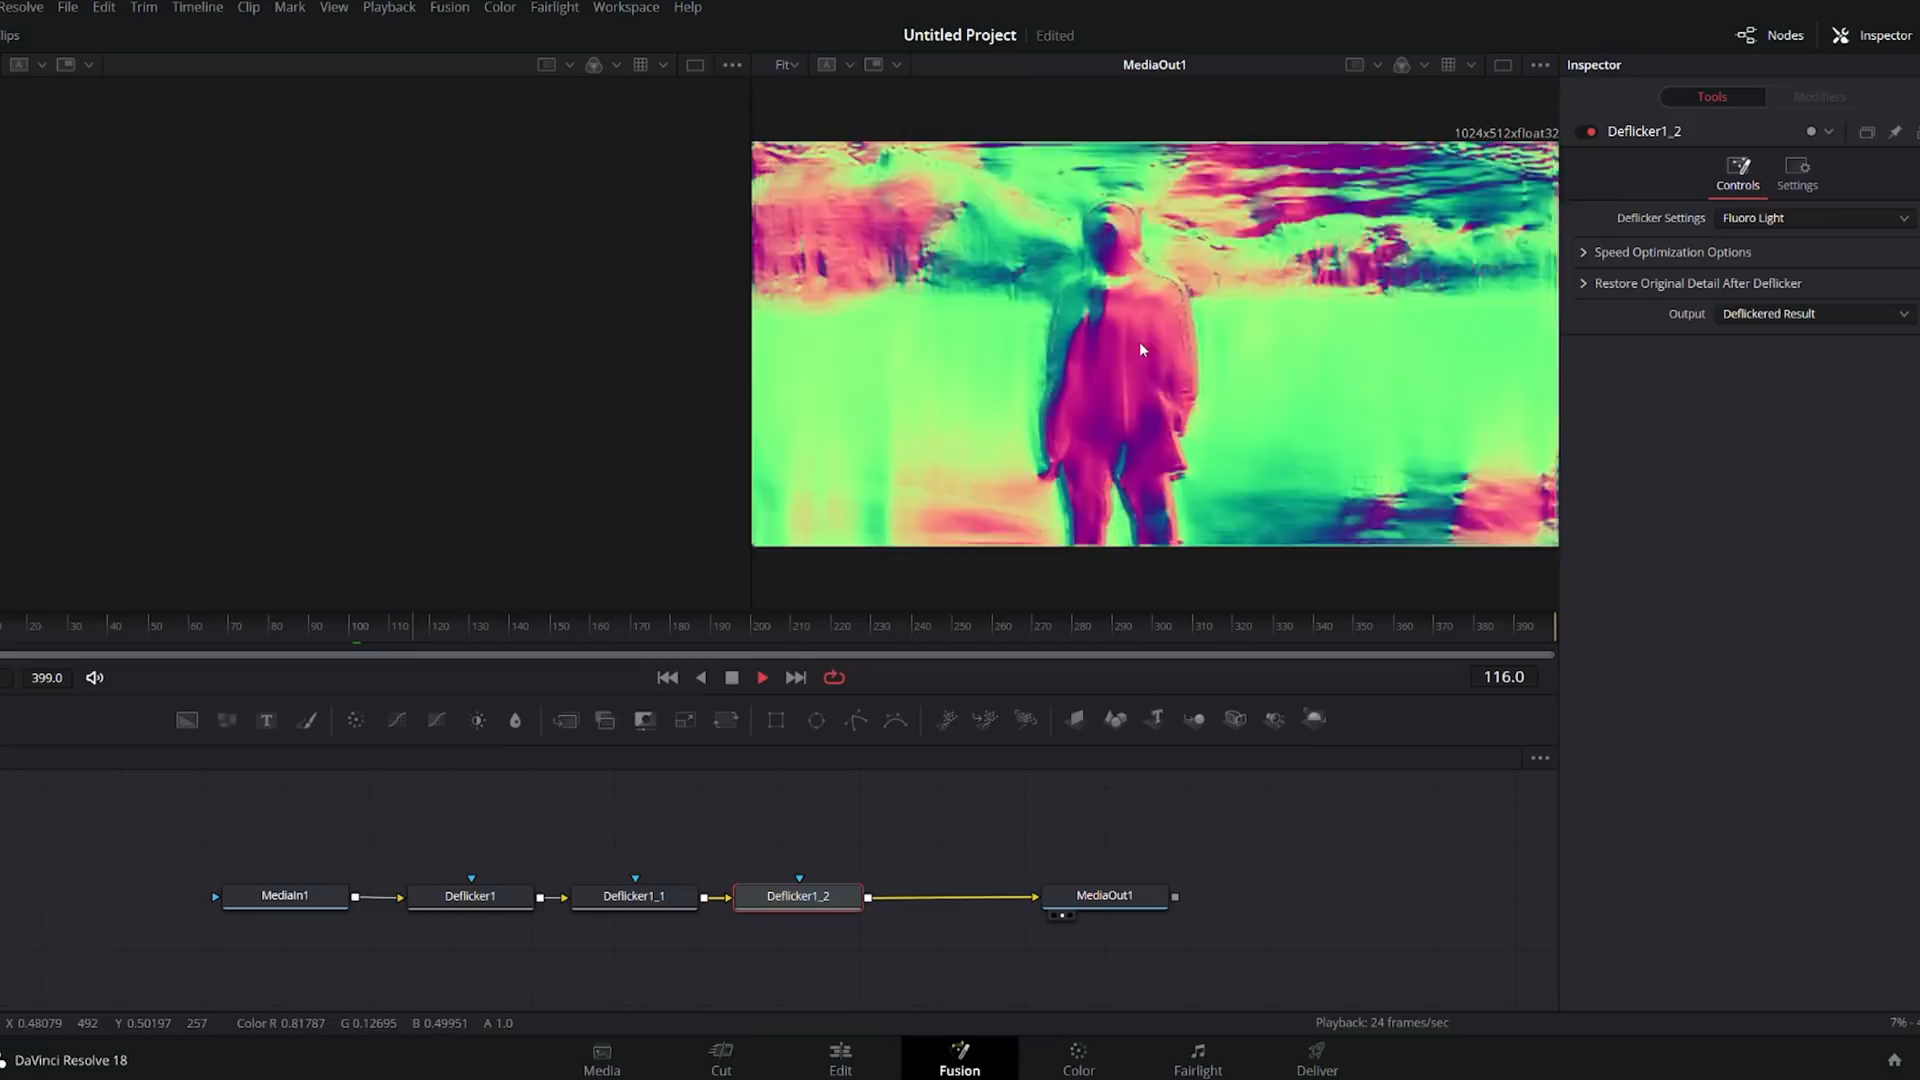 Resolve File Edit Trim Timeline Clip Mark View Playback Fusion Color Fairlight Workspace Help
lips Untitled Project Edited Nodes Inspector
A Fit A MediaOut1 Inspector
Tools Modifiers
1024x512xfloat32 Deflicker1_2
Controls Settings
Deflicker Settings Fluoro Light
Speed Optimization Options
Restore Original Detail After Deflicker
Output Deflickered Result
20 30 40 50 60 70 80 90 100 110 120 130 140 150 160 170 180 190 200 210 220 230 240 250 260 270 280 290 300 310 320 330 340 350 360 370 380 390
399.0 116.0
T T
MediaIn1 Deflicker1 Deflicker1_1 Deflicker1_2 MediaOut1
X 0.48079 492 Y 0.50197 257 Color R 0.81787 G 0.12695 B 0.49951 A 1.0 Playback: 24 frames/sec 7% -
DaVinci Resolve 18 Media Cut Edit Fusion Color Fairlight Deliver